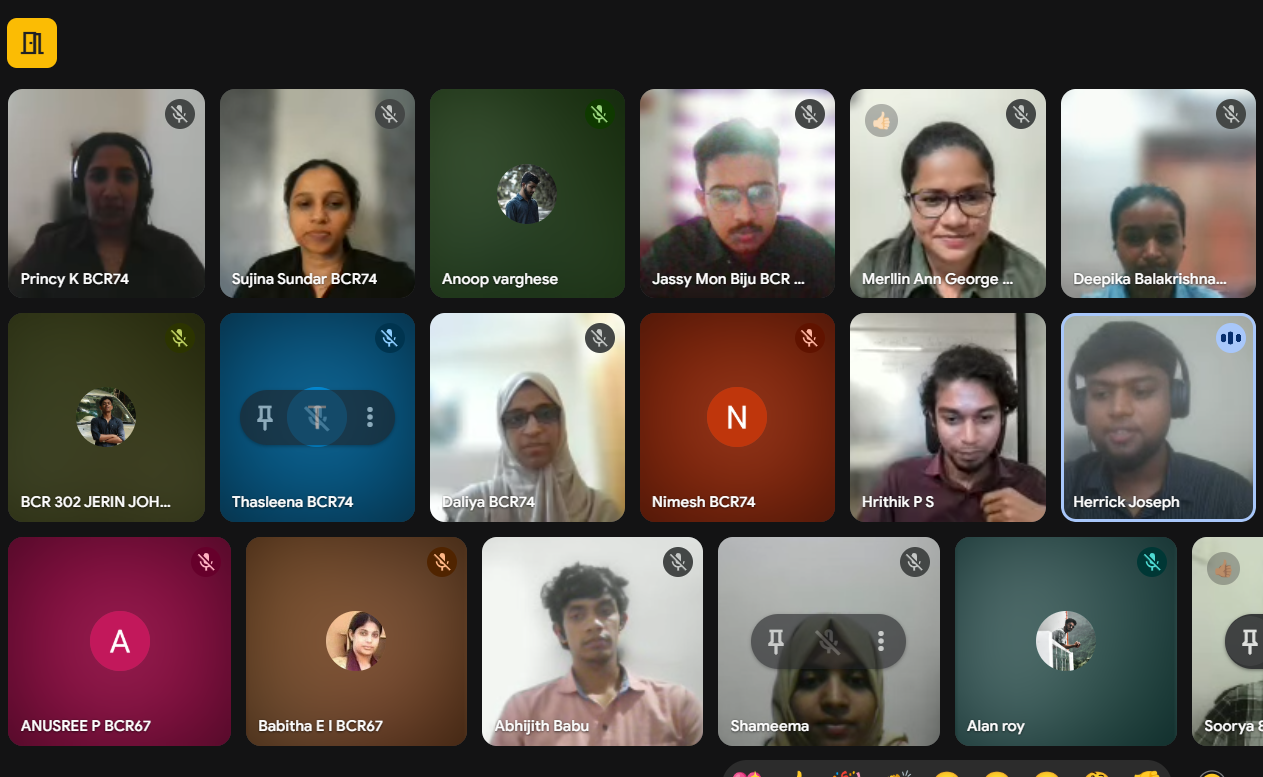 Princy K BCR74
Sujina Sundar BCR74
Anoop varghese
Jassy Mon Biju BCR ...
Merllin Ann George ...
Deepika Balakrishna...
BCR 302 JERIN JOH...
T
Thasleena BCR74
Daliya BCR74
N
Nimesh BCR74
Hrithik P S
Herrick Joseph
A
ANUSREE P BCR67
Babitha E I BCR67
Abhijith Babu
Shameema
Alan roy
Soorya